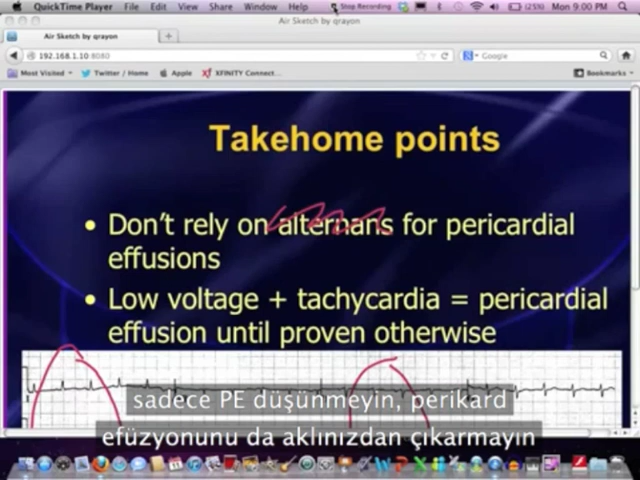 QuickTime Player File Edit View Share Window Help Stop Recording (25%) Mon 9:00 PM
Air Sketch by qrayon
Air Sketch by qrayon
192.168.1.10:8080 Google
Most Visited Twitter / Home Apple XFINITY Connect... Bookmarks
Takehome points
• Don't rely on alternans for pericardial
effusions
• Low voltage + tachycardia = pericardial
effusion until proven otherwise
sadece PE düşünmeyin, perikard
efüzyonunu da aklınızdan çıkarmayın